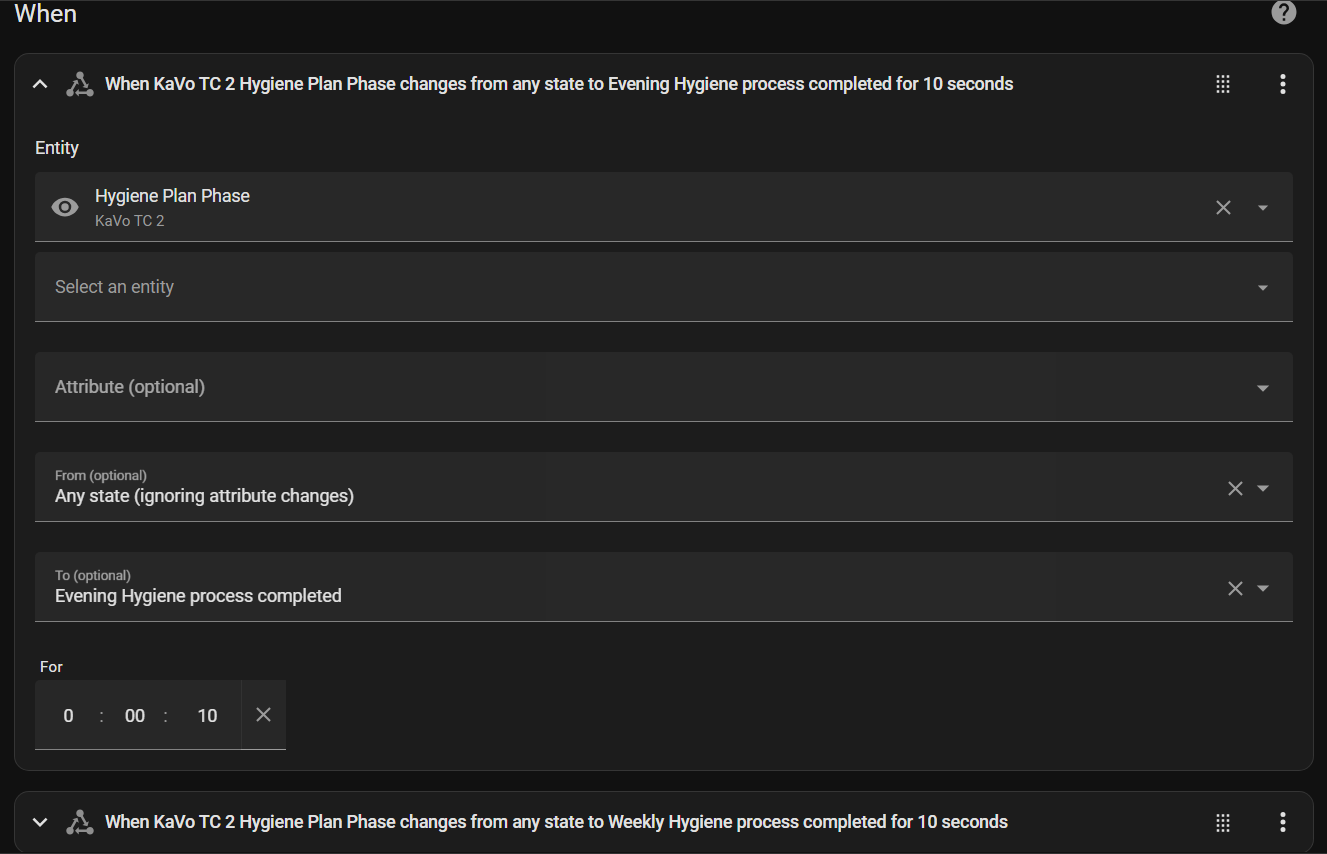 When
?
When KaVo TC 2 Hygiene Plan Phase changes from any state to Evening Hygiene process completed for 10 seconds
Entity
Hygiene Plan Phase
KaVo TC 2
Select an entity
Attribute (optional)
From (optional)
Any state (ignoring attribute changes)
To (optional)
Evening Hygiene process completed
For
0 : 00 : 10
When KaVo TC 2 Hygiene Plan Phase changes from any state to Weekly Hygiene process completed for 10 seconds